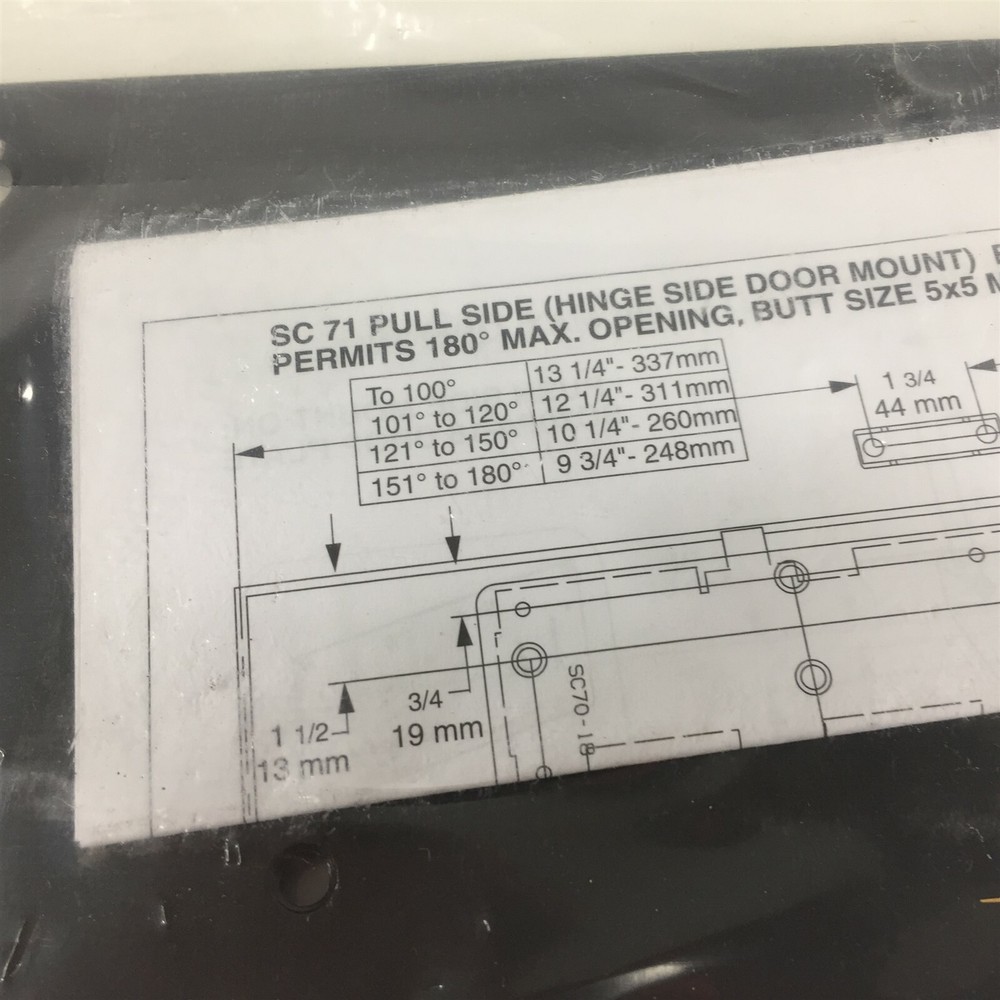 SC 71 PULL SIDE (HINGE SIDE DOOR MOUNT)
PERMITS 180° MAX. OPENING, BUTT SIZE 5x5
To 100° 13 1/4"- 337mm
101° to 120° 12 1/4"- 311mm
121° to 150° 10 1/4"- 260mm
151° to 180° 9 3/4"- 248mm
1 3/4
44 mm
3/4
19 mm
1 1/2
13 mm
SC70-18